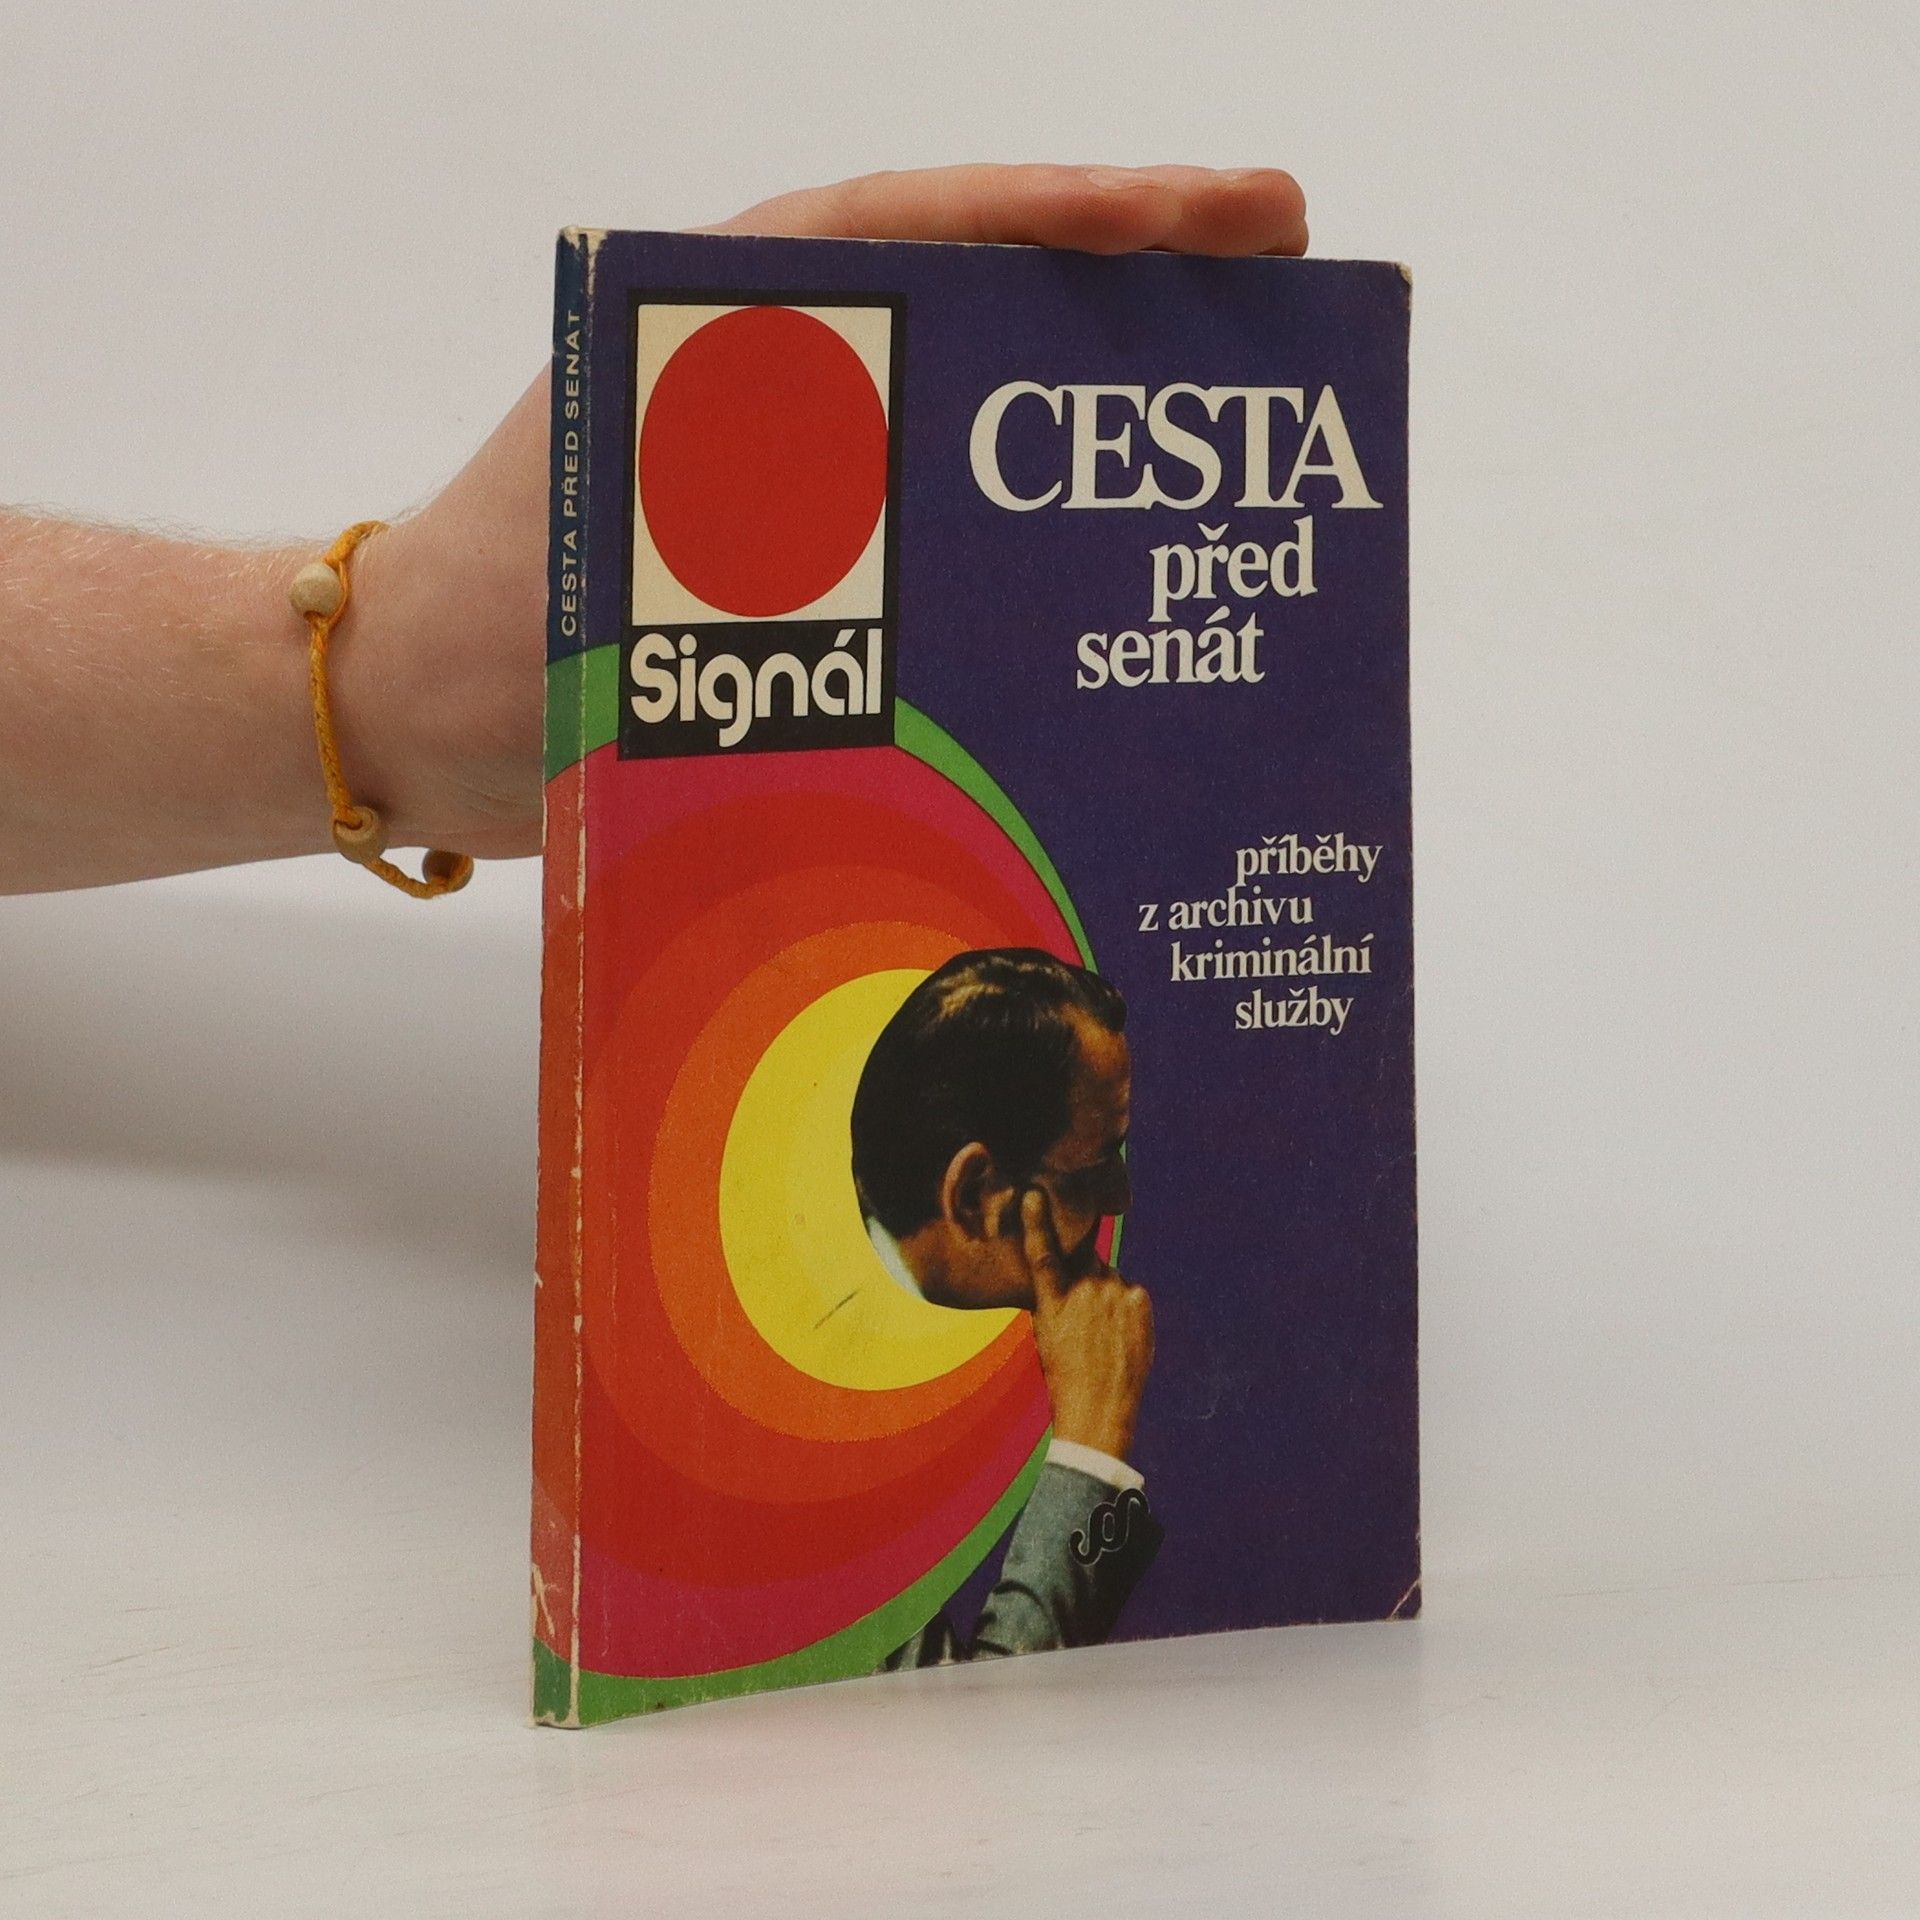 CESTA PŘED SENÁT
Signál
CESTA
před
senát
příběhy
z archivu
kriminální
služby
§